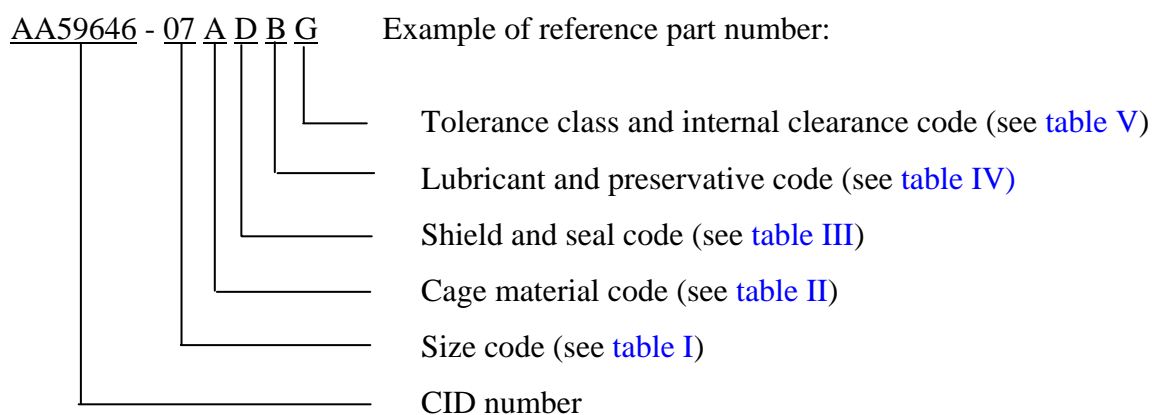 AA59646 - 07 A D B G Example of reference part number:
Tolerance class and internal clearance code (see table V)
Lubricant and preservative code (see table IV)
Shield and seal code (see table III)
Cage material code (see table II)
Size code (see table I)
CID number